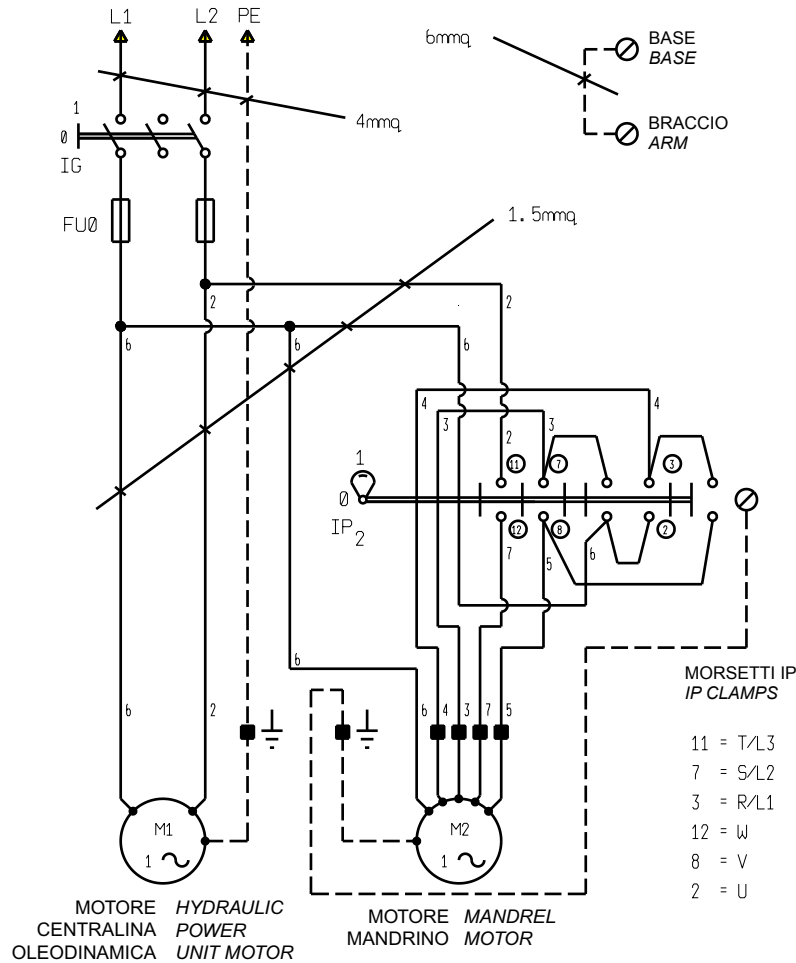 L1 L2 PE
6mmq
BASE
BASE
4mmq
BRACCIO
ARM
1
0
IG
FU0
1.5mmq
2 2
6 6 6
4 4
3 3
2
11 7 3
1
0
IP2
12 8 2
7 5 6
6
MORSETTI IP
IP CLAMPS
6 2 6 4 3 7 5
11 = T/L3
7 = S/L2
3 = R/L1
12 = W
8 = V
2 = U
M1
1
M2
1
MOTORE
CENTRALINA
OLEODINAMICA
HYDRAULIC
POWER
UNIT MOTOR
MOTORE
MANDRINO
MANDREL
MOTOR